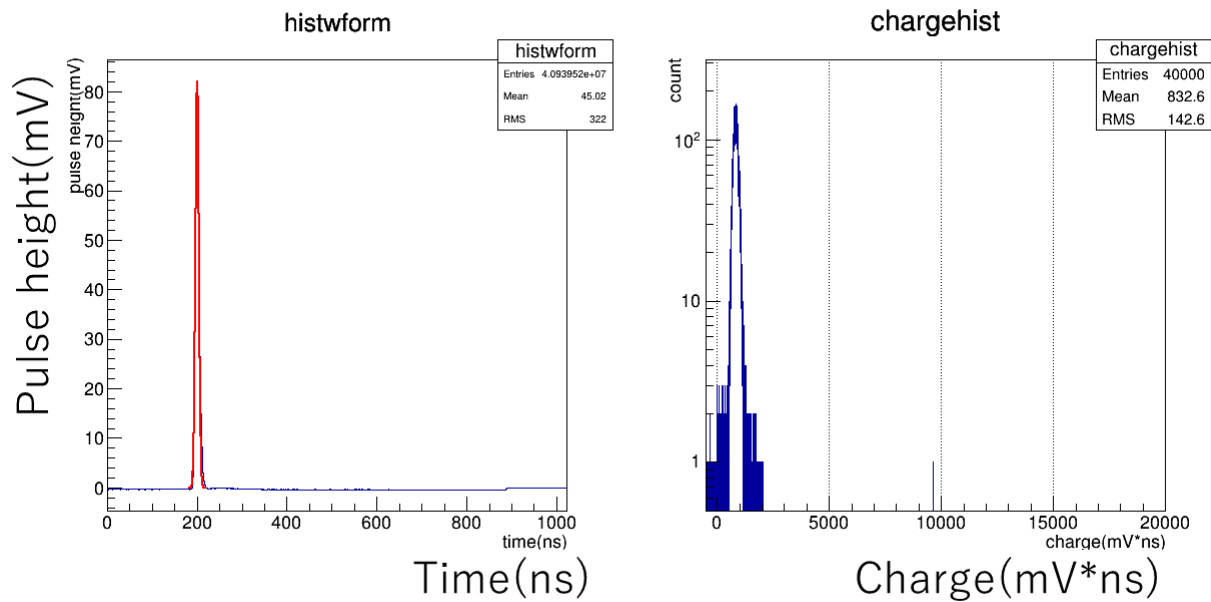 histwform
histwform
Entries 4.093952e+07
Mean 45.02
RMS 322
Pulse height(mV)
pulse neignt(mV)
80
70
60
50
40
30
20
10
0
0 200 400 600 800 1000
time(ns)
Time(ns)
chargehist
chargehist
Entries 40000
Mean 832.6
RMS 142.6
count
10²
10
1
0 5000 10000 15000 20000
charge(mV*ns)
Charge(mV*ns)